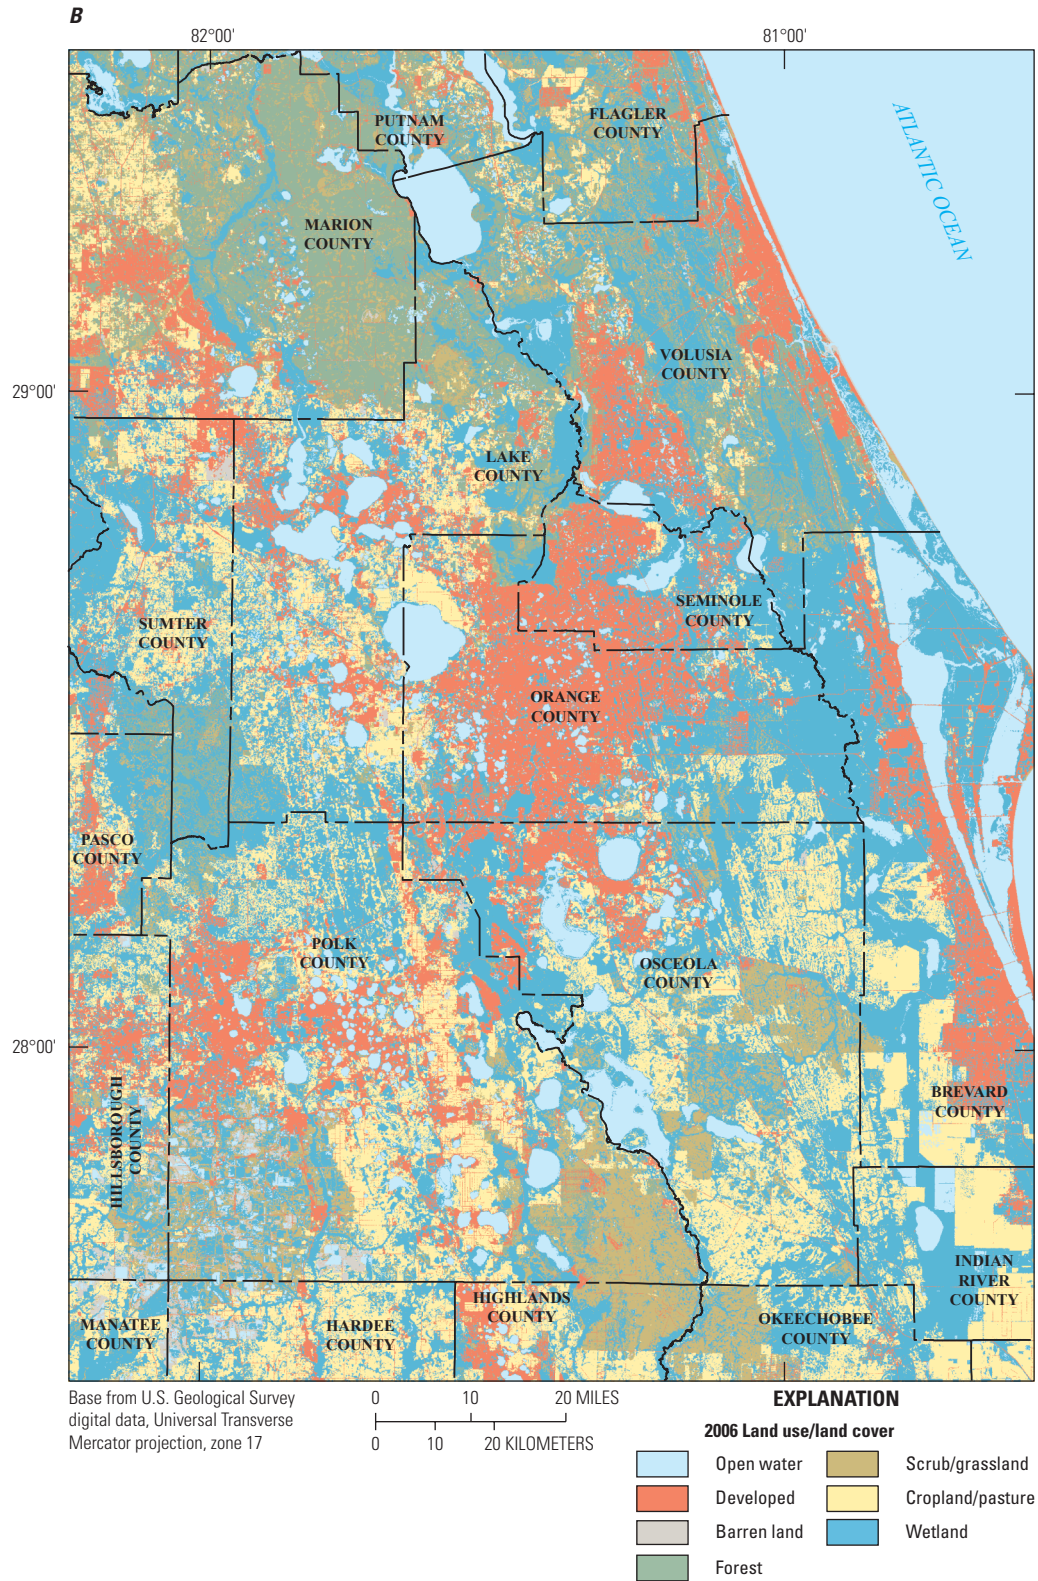 B
82°00'
81°00'
PUTNAM
COUNTY
FLAGLER
COUNTY
ATLANTIC OCEAN
MARION
COUNTY
VOLUSIA
COUNTY
29°00'
LAKE
COUNTY
SEMINOLE
COUNTY
SUMTER
COUNTY
ORANGE
COUNTY
PASCO
COUNTY
POLK
COUNTY
OSCEOLA
COUNTY
28°00'
HILLSBOROUGH
COUNTY
BREVARD
COUNTY
INDIAN
RIVER
COUNTY
HIGHLANDS
COUNTY
MANATEE
COUNTY
HARDEE
COUNTY
OKEECHOBEE
COUNTY
Base from U.S. Geological Survey
digital data, Universal Transverse
Mercator projection, zone 17
0 10 20 MILES
0 10 20 KILOMETERS
EXPLANATION
2006 Land use/land cover
Open water
Developed
Barren land
Forest
Scrub/grassland
Cropland/pasture
Wetland